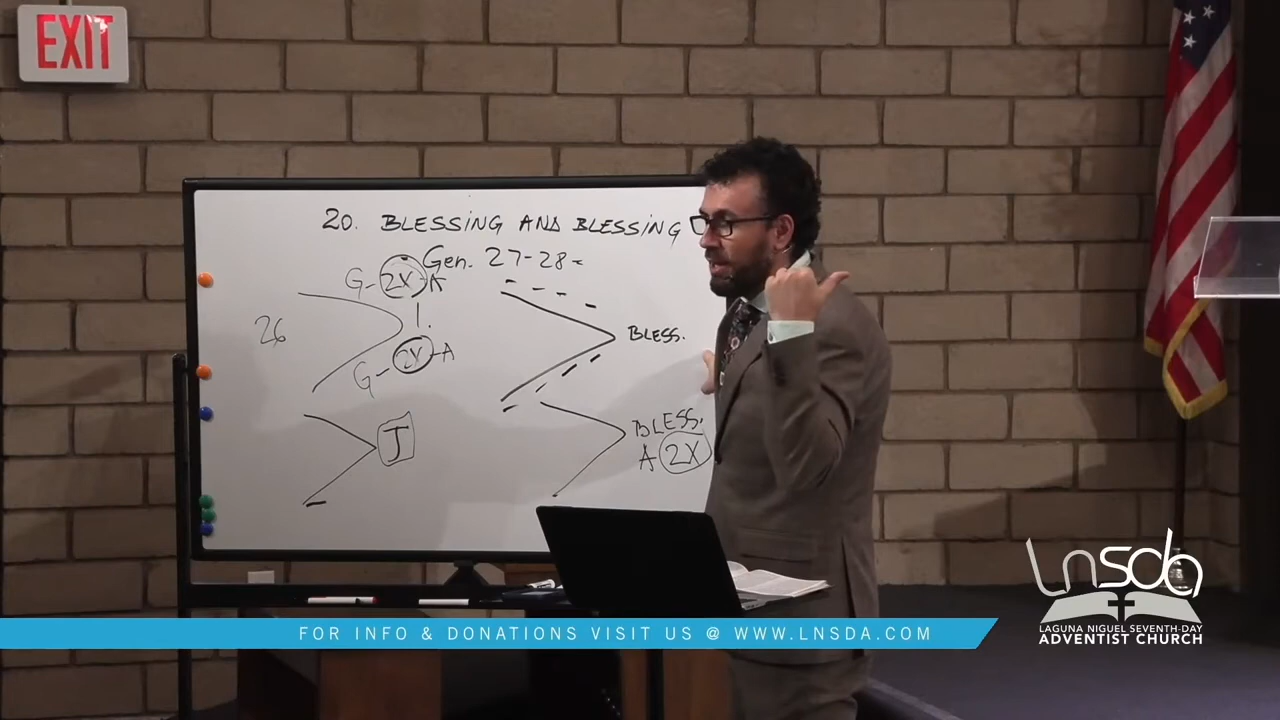 EXIT
20. BLESSING AND BLESSING
Gen. 27-28
G-2X-A
26
1.
G-2X-A
BLESS.
J
BLESS.
A 2X
LnSDA
LAGUNA NIGUEL SEVENTH-DAY
ADVENTIST CHURCH
FOR INFO & DONATIONS VISIT US @ WWW.LNSDA.COM